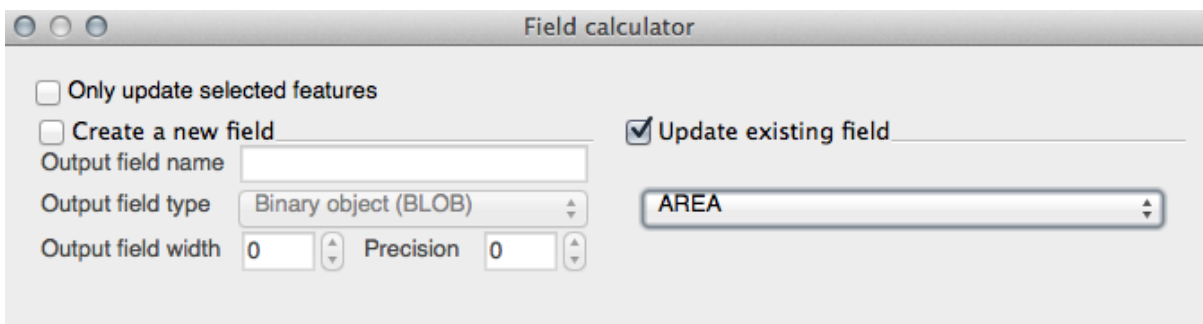 Field calculator
Only update selected features
Create a new field
Update existing field
Output field name
Output field type Binary object (BLOB)
AREA
Output field width 0 Precision 0